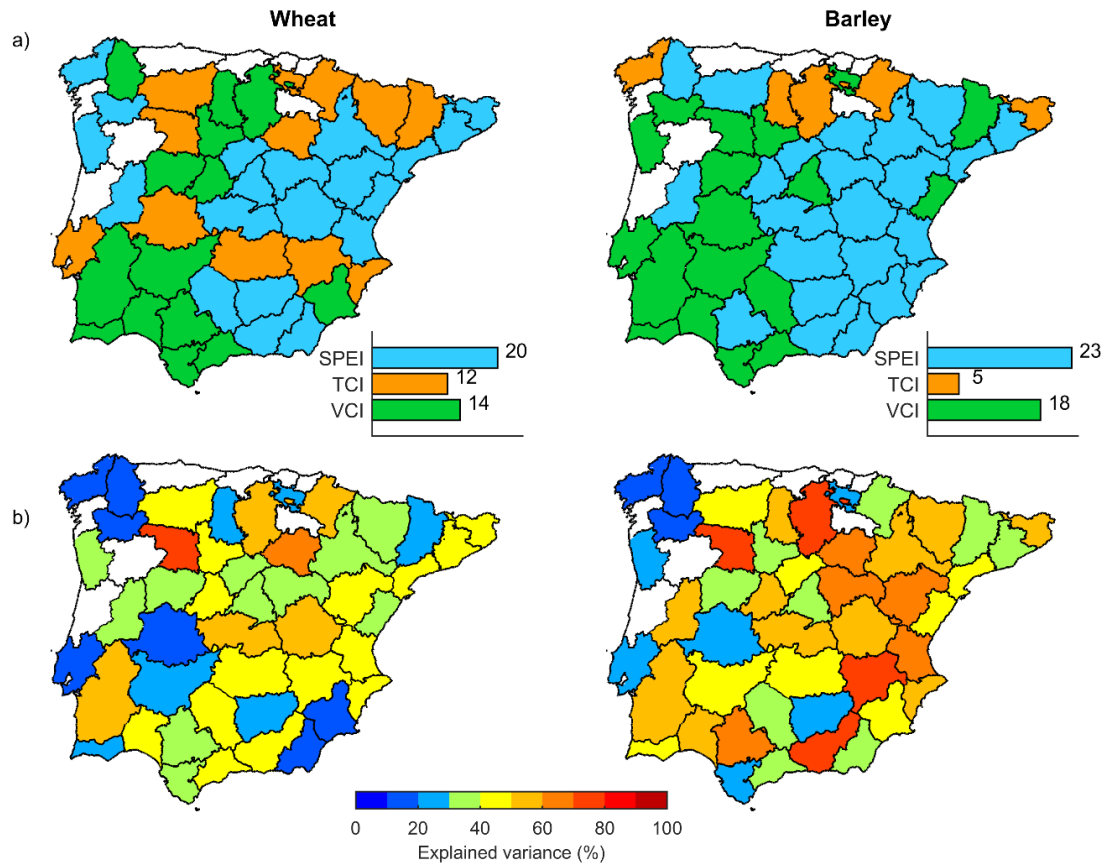 Wheat Barley
a)
SPEI 20
TCI 12
VCI 14
SPEI 23
TCI 5
VCI 18
b)
0 20 40 60 80 100
Explained variance (%)